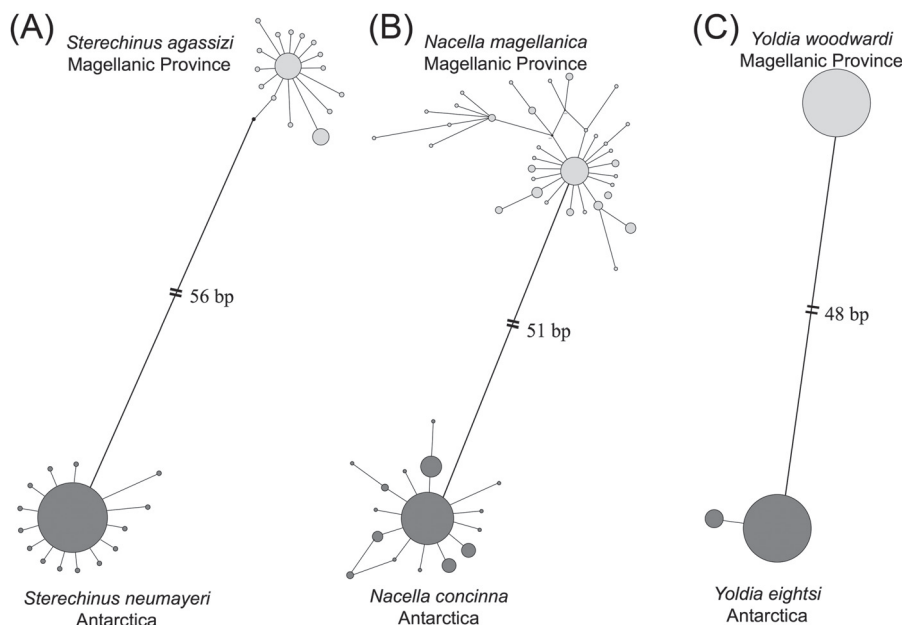 (A)
Sterechinus agassizi
Magellanic Province
56 bp
Sterechinus neumayeri
Antarctica
(B)
Nacella magellanica
Magellanic Province
51 bp
Nacella concinna
Antarctica
(C)
Yoldia woodwardi
Magellanic Province
48 bp
Yoldia eightsi
Antarctica